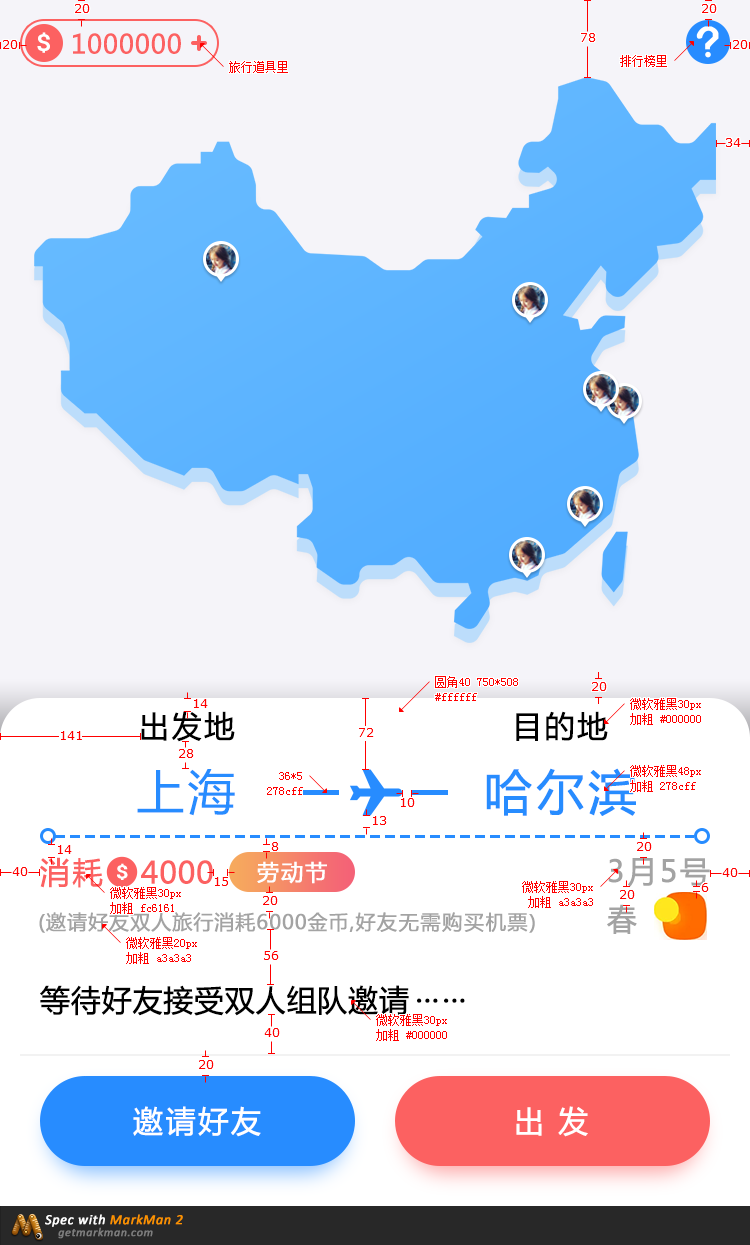 20
20
20
$ 1000000 +
旅行道具里
78
排行榜里
?
20
34
圆角40 750*508
#ffffff
20
14
出发地
目的地
微软雅黑30px
加粗 #000000
141
72
28
上海
36*5
278cff
10
哈尔滨
微软雅黑48px
加粗 278cff
13
14
8
20
40
消耗 $ 4000
15
劳动节
3月5号
40
微软雅黑30px
加粗 fc6161
微软雅黑30px
加粗 a3a3a3
20
20
6
(邀请好友双人旅行消耗6000金币,好友无需购买机票)
春
微软雅黑20px
加粗 a3a3a3
56
等待好友接受双人组队邀请……
微软雅黑30px
加粗 #000000
40
20
邀请好友
出 发
Spec with MarkMan 2
getmarkman.com